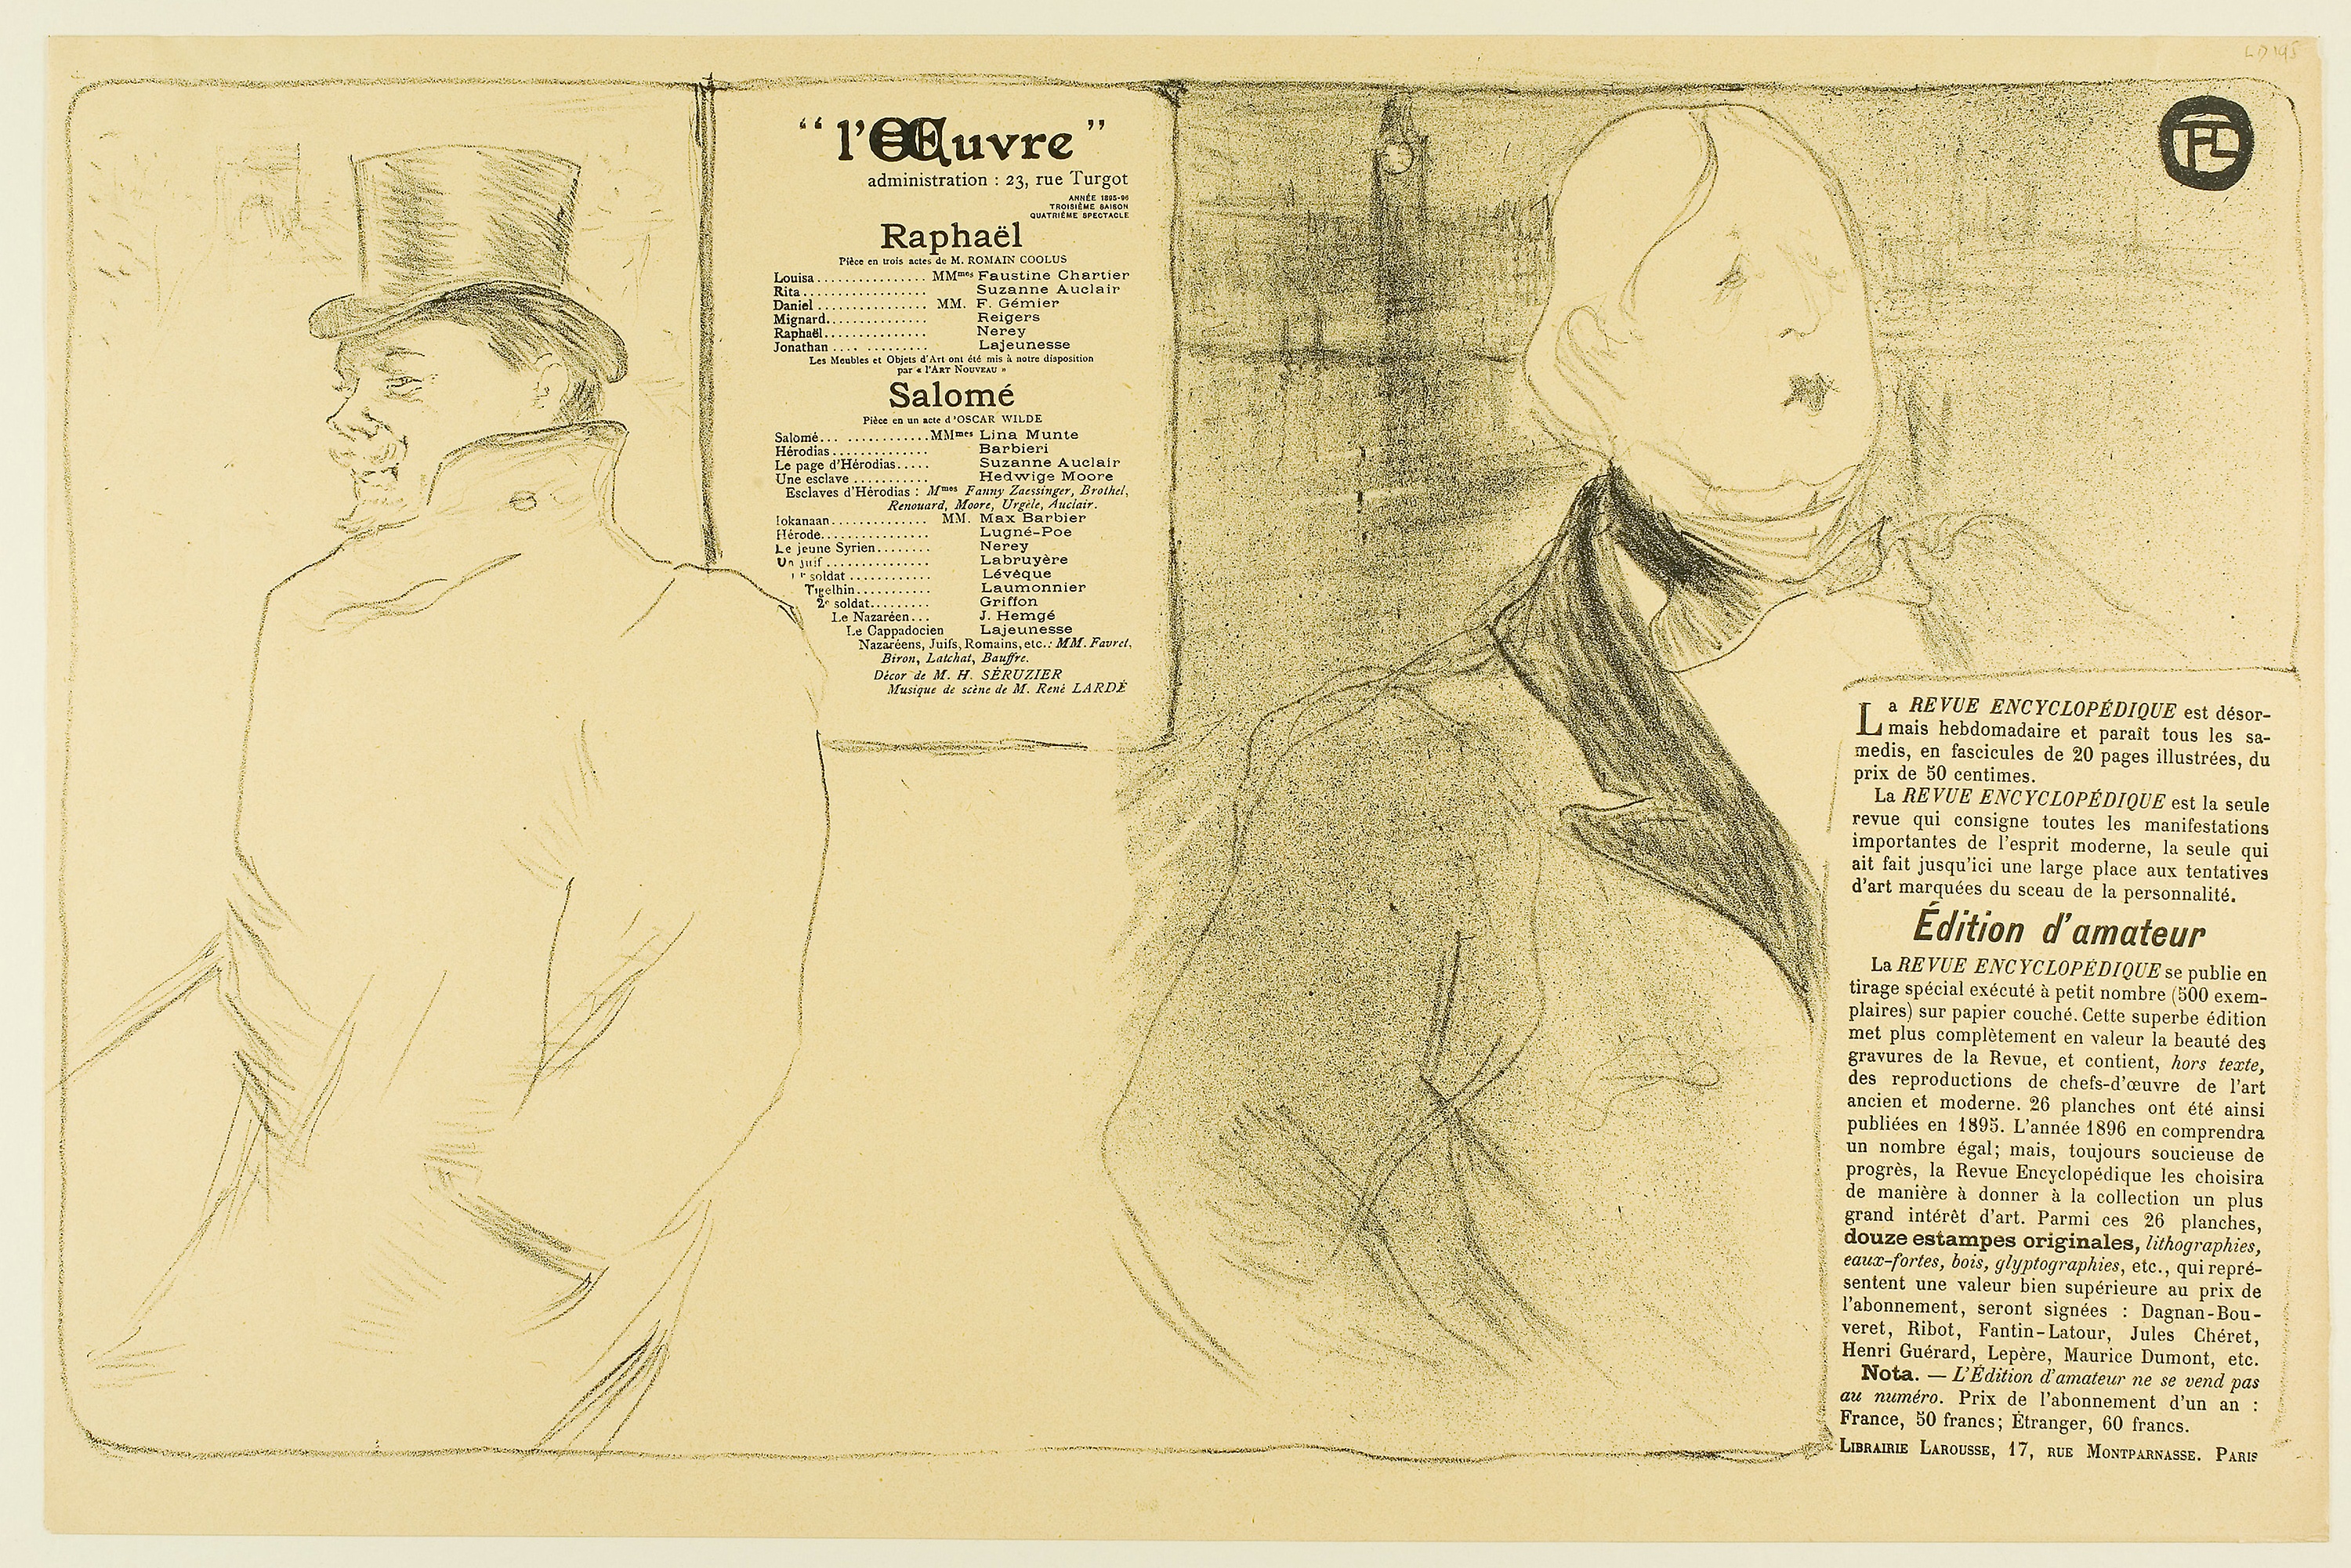 “ l'Œuvre ”
administration : 23, rue Turgot
ANNÉE 1895-96
TROISIÈME SAISON
QUATRIÈME SPECTACLE
Raphaël
Pièce en trois actes de M. ROMAIN COOLUS
Louisa................ MMmes Faustine Chartier
Rita.................. Suzanne Auclair
Daniel................ MM. F. Gémier
Mignard............... Reigers
Raphaël............... Nerey
Jonathan .... ......... Lajeunesse
Les Meubles et Objets d'Art ont été mis à notre disposition
par « l'ART NOUVEAU »
Salomé
Pièce en un acte d'OSCAR WILDE
Salomé... ............MMmes Lina Munte
Hérodias.............. Barbieri
Le page d'Hérodias..... Suzanne Auclair
Une esclave ........... Hedwige Moore
Esclaves d'Hérodias : Mmes Fanny Zaessinger, Brothel,
Renouard, Moore, Urgèle, Auclair.
Iokanaan.............. MM. Max Barbier
Hérode................ Lugné-Poe
Le jeune Syrien........ Nerey
Un juif ............... Labruyère
1er soldat ............ Lévêque
Tigelhin........... Laumonnier
2e soldat......... Griffon
Le Nazaréen... J. Hemgé
Le Cappadocien Lajeunesse
Nazaréens, Juifs, Romains, etc.: MM. Favret,
Biron, Latchat, Bauffre.
Décor de M. H. SÉRUZIER
Musique de scène de M. René LARDÉ
LD 195
HTL
La REVUE ENCYCLOPÉDIQUE est désor-
mais hebdomadaire et paraît tous les sa-
medis, en fascicules de 20 pages illustrées, du
prix de 50 centimes.
La REVUE ENCYCLOPÉDIQUE est la seule
revue qui consigne toutes les manifestations
importantes de l'esprit moderne, la seule qui
ait fait jusqu'ici une large place aux tentatives
d'art marquées du sceau de la personnalité.
Édition d'amateur
La REVUE ENCYCLOPÉDIQUE se publie en
tirage spécial exécuté à petit nombre (500 exem-
plaires) sur papier couché. Cette superbe édition
met plus complètement en valeur la beauté des
gravures de la Revue, et contient, hors texte,
des reproductions de chefs-d'œuvre de l'art
ancien et moderne. 26 planches ont été ainsi
publiées en 1895. L'année 1896 en comprendra
un nombre égal; mais, toujours soucieuse de
progrès, la Revue Encyclopédique les choisira
de manière à donner à la collection un plus
grand intérêt d'art. Parmi ces 26 planches,
douze estampes originales, lithographies,
eaux-fortes, bois, glyptographies, etc., qui repré-
sentent une valeur bien supérieure au prix de
l'abonnement, seront signées : Dagnan-Bou-
veret, Ribot, Fantin-Latour, Jules Chéret,
Henri Guérard, Lepère, Maurice Dumont, etc.
Nota. — L'Édition d'amateur ne se vend pas
au numéro. Prix de l'abonnement d'un an :
France, 50 francs; Étranger, 60 francs.
LIBRAIRIE LAROUSSE, 17, RUE MONTPARNASSE. PARIS